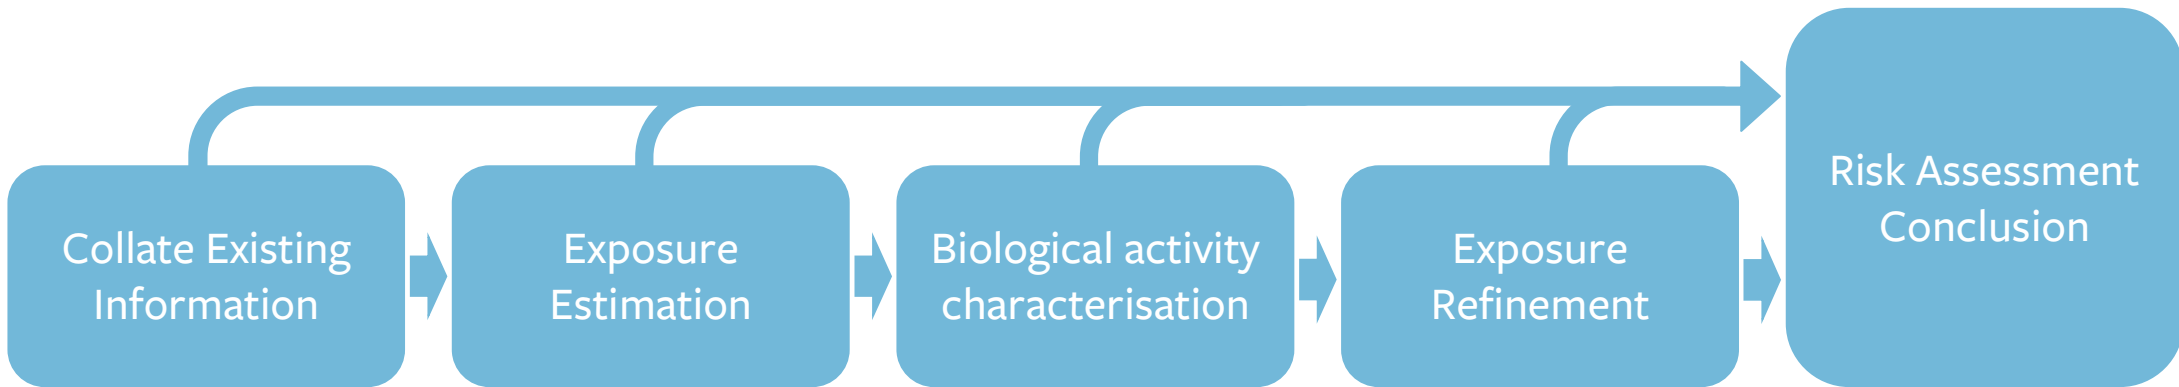 Collate Existing
Information
Exposure
Estimation
Biological activity
characterisation
Exposure
Refinement
Risk Assessment
Conclusion